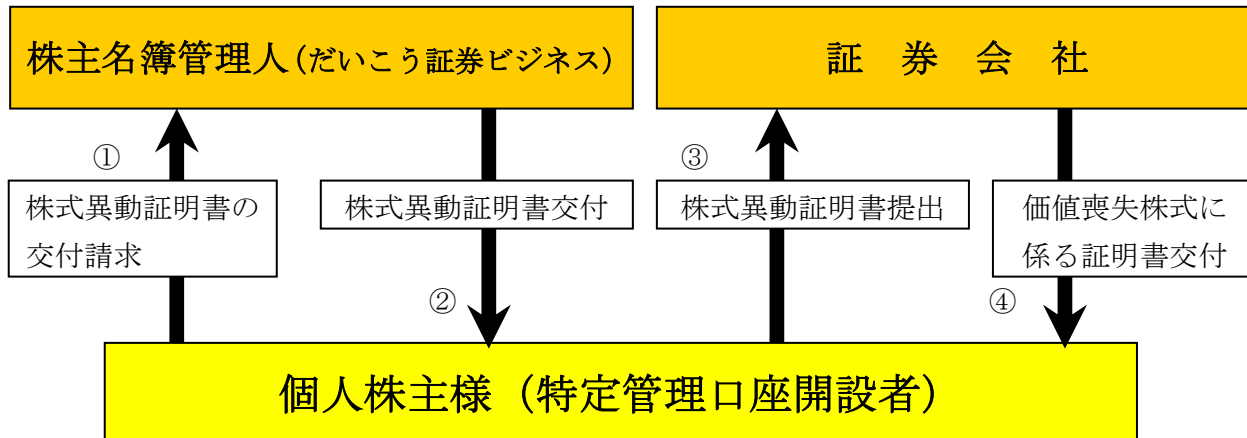 株主名簿管理人(だいこう証券ビジネス)
証 券 会 社
①
株式異動証明書の
交付請求
株式異動証明書交付
②
③
株式異動証明書提出
価値喪失株式に
係る証明書交付
④
個人株主様（特定管理口座開設者）